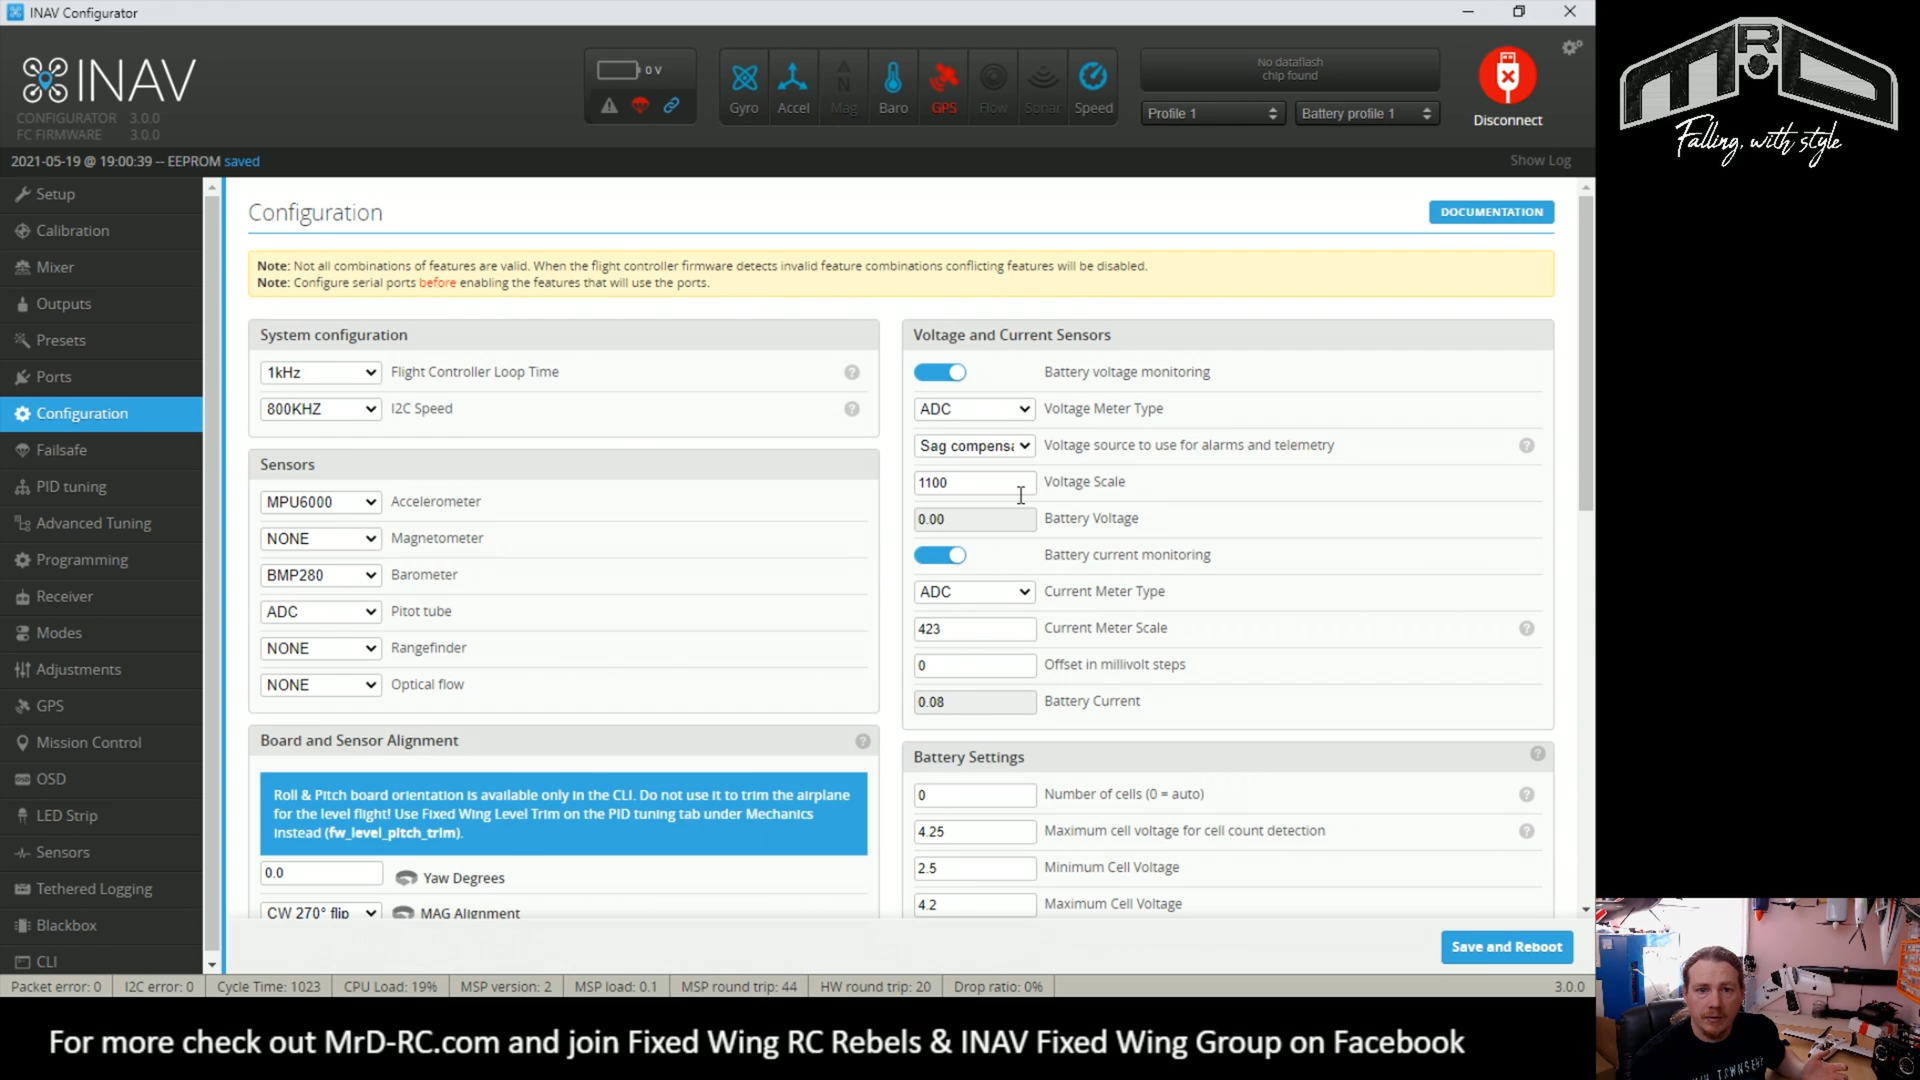 INAV Configurator
INAV
CONFIGURATOR 3.0.0
FC FIRMWARE 3.0.0
0 V
Gyro
Accel
Mag
Baro
GPS
Flow
Sonar
Speed
No dataflash
chip found
Profile 1
Battery profile 1
Disconnect
2021-05-19 @ 19:00:39 -- EEPROM saved
Show Log
Setup
Calibration
Mixer
Outputs
Presets
Ports
Configuration
Failsafe
PID tuning
Advanced Tuning
Programming
Receiver
Modes
Adjustments
GPS
Mission Control
OSD
LED Strip
Sensors
Tethered Logging
Blackbox
CLI
Configuration
DOCUMENTATION
Note: Not all combinations of features are valid. When the flight controller firmware detects invalid feature combinations conflicting features will be disabled.
Note: Configure serial ports before enabling the features that will use the ports.
System configuration
1kHz Flight Controller Loop Time
800KHZ I2C Speed
Sensors
MPU6000 Accelerometer
NONE Magnetometer
BMP280 Barometer
ADC Pitot tube
NONE Rangefinder
NONE Optical flow
Board and Sensor Alignment
Roll & Pitch board orientation is available only in the CLI. Do not use it to trim the airplane
for the level flight! Use Fixed Wing Level Trim on the PID tuning tab under Mechanics
instead (fw_level_pitch_trim).
0.0 Yaw Degrees
CW 270° flip MAG Alignment
Voltage and Current Sensors
Battery voltage monitoring
ADC Voltage Meter Type
Sag compensa Voltage source to use for alarms and telemetry
1100 Voltage Scale
0.00 Battery Voltage
Battery current monitoring
ADC Current Meter Type
423 Current Meter Scale
0 Offset in millivolt steps
0.08 Battery Current
Battery Settings
0 Number of cells (0 = auto)
4.25 Maximum cell voltage for cell count detection
2.5 Minimum Cell Voltage
4.2 Maximum Cell Voltage
Save and Reboot
Packet error: 0
I2C error: 0
Cycle Time: 1023
CPU Load: 19%
MSP version: 2
MSP load: 0.1
MSP round trip: 44
HW round trip: 20
Drop ratio: 0%
3.0.0
MRD
Falling, with style
For more check out MrD-RC.com and join Fixed Wing RC Rebels & INAV Fixed Wing Group on Facebook